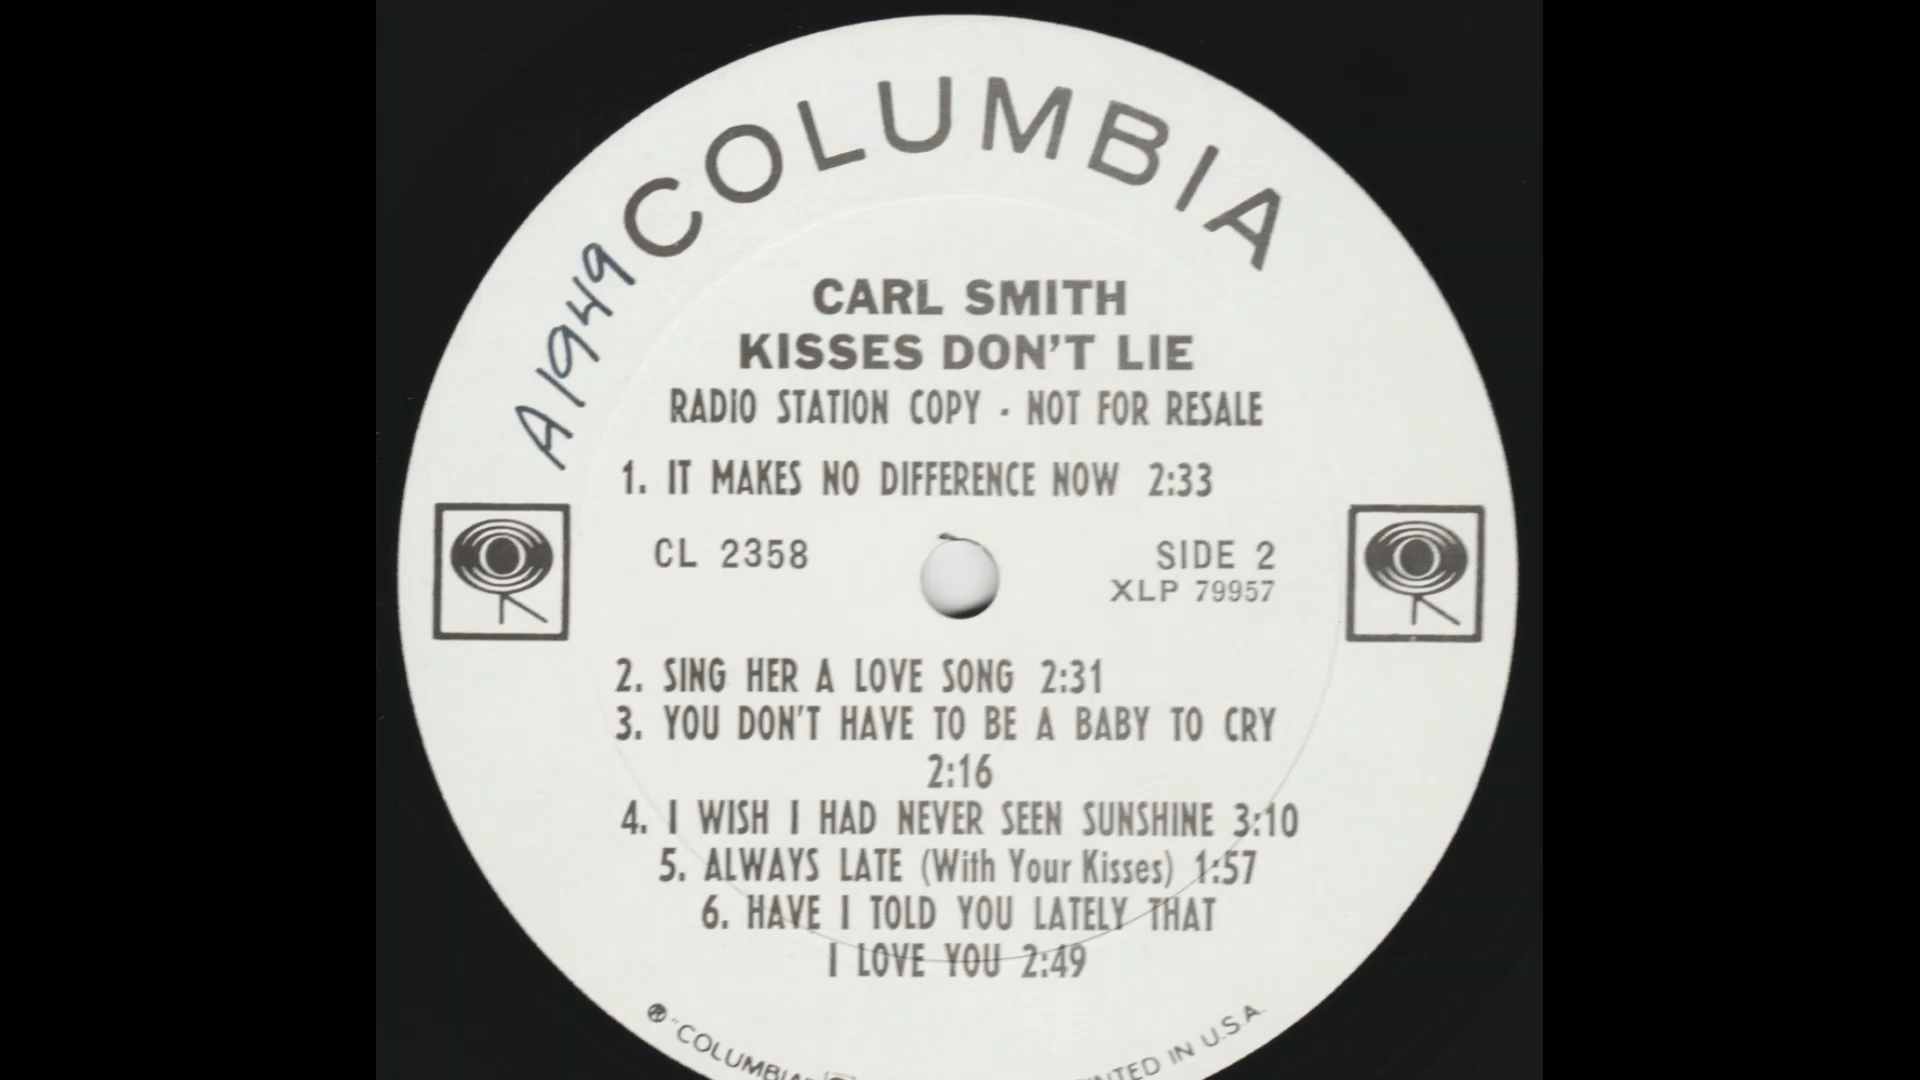 COLUMBIA
A1949
CARL SMITH
KISSES DON'T LIE
RADIO STATION COPY - NOT FOR RESALE
1. IT MAKES NO DIFFERENCE NOW 2:33
CL 2358
SIDE 2
XLP 79957
2. SING HER A LOVE SONG 2:31
3. YOU DON'T HAVE TO BE A BABY TO CRY
2:16
4. I WISH I HAD NEVER SEEN SUNSHINE 3:10
5. ALWAYS LATE (With Your Kisses) 1:57
6. HAVE I TOLD YOU LATELY THAT
I LOVE YOU 2:49
® "COLUMBIA"
IN U.S.A.